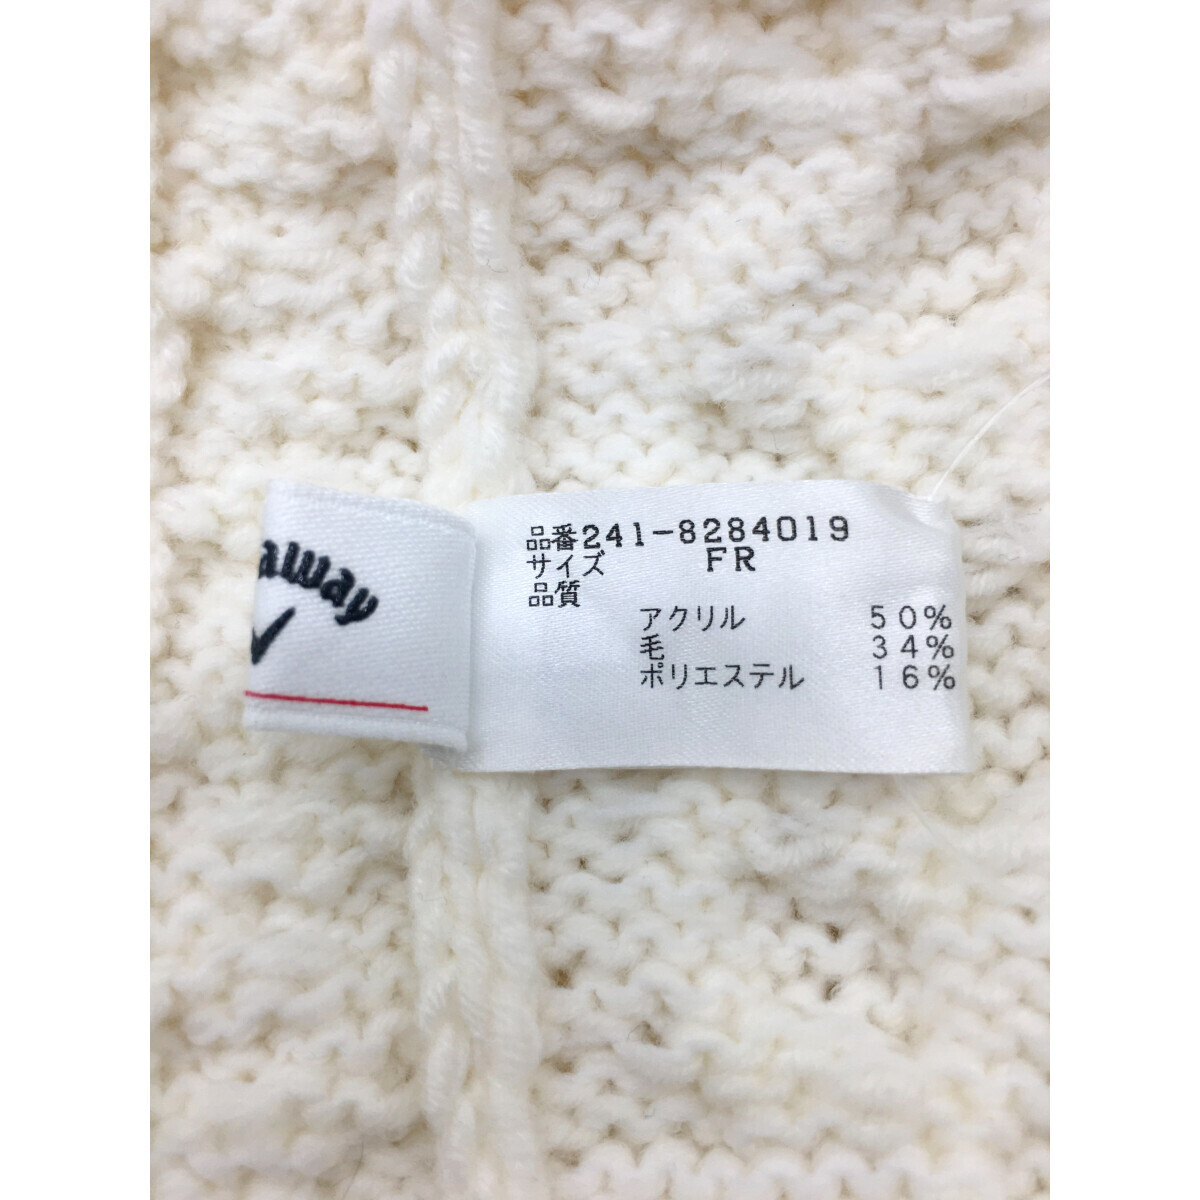 away
品番241-8284019
サイズ FR
品質
アクリル 50%
毛 34%
ポリエステル 16%